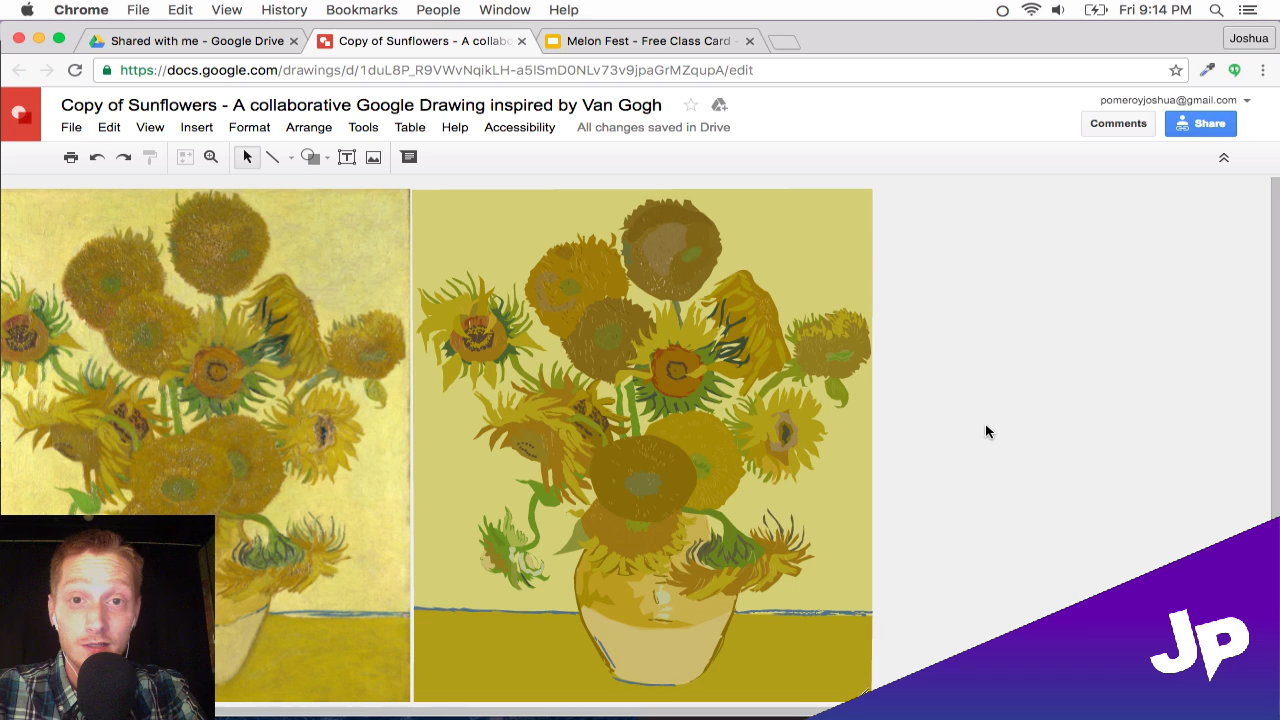 Chrome File Edit View History Bookmarks People Window Help Fri 9:14 PM
Shared with me - Google Drive Copy of Sunflowers - A collabo Melon Fest - Free Class Card - Joshua
https://docs.google.com/drawings/d/1duL8P_R9VWvNqikLH-a5lSmD0NLv73v9jpaGrMZqupA/edit
Copy of Sunflowers - A collaborative Google Drawing inspired by Van Gogh
pomeroyjoshua@gmail.com
File Edit View Insert Format Arrange Tools Table Help Accessibility All changes saved in Drive
Comments Share
JP